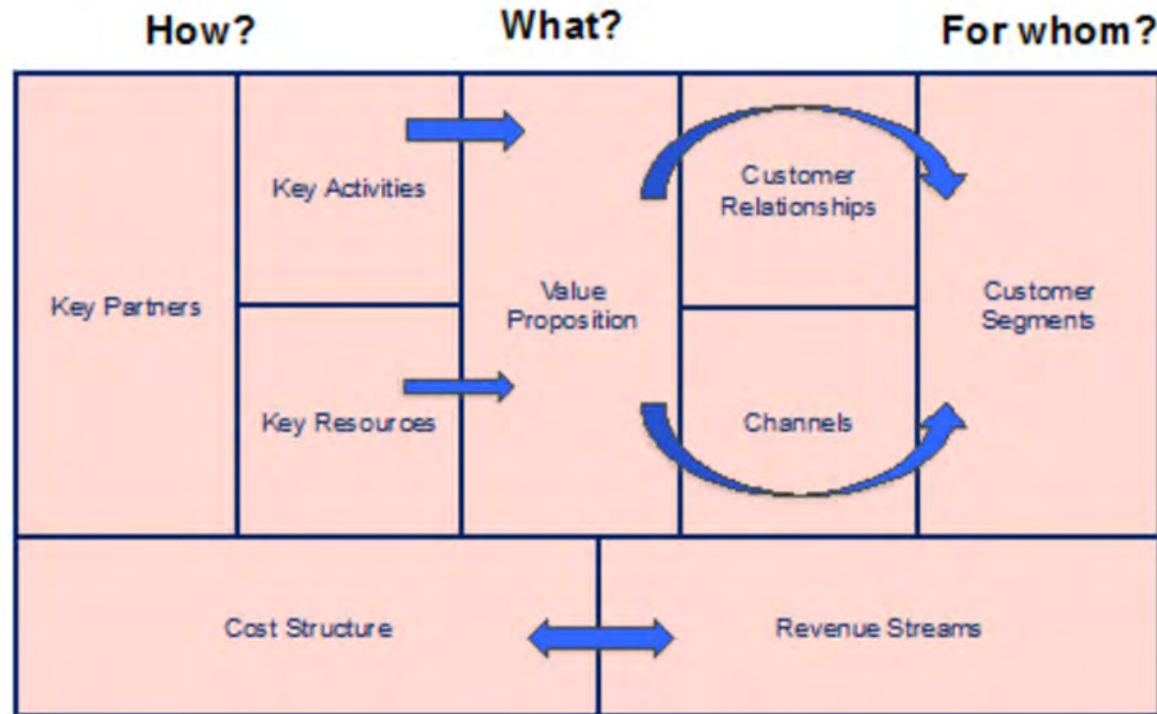 How?
What?
For whom?
Key Partners
Key Activities
Key Resources
Value
Proposition
Customer
Relationships
Channels
Customer
Segments
Cost Structure
Revenue Streams